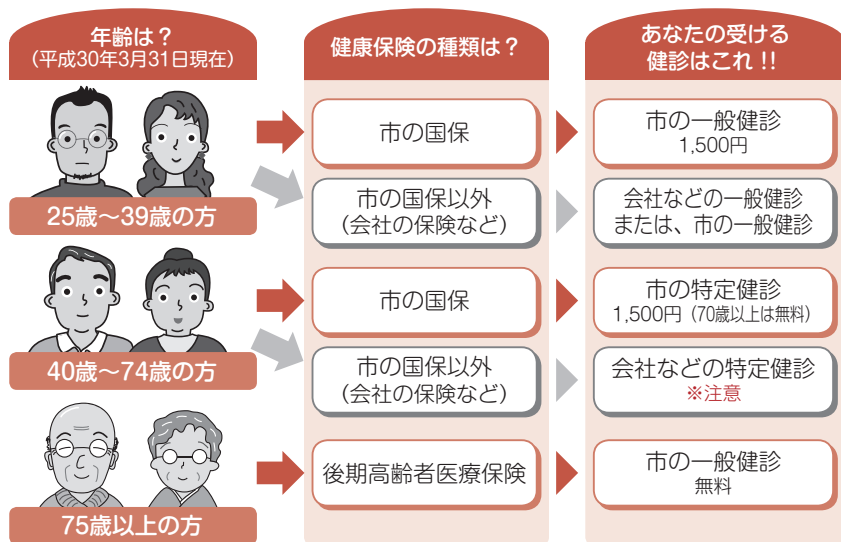 年齢は？
（平成30年3月31日現在）
健康保険の種類は？
あなたの受ける
健診はこれ !!
25歳～39歳の方
市の国保
市の一般健診
1,500円
市の国保以外
（会社の保険など）
会社などの一般健診
または、市の一般健診
40歳～74歳の方
市の国保
市の特定健診
1,500円（70歳以上は無料）
市の国保以外
（会社の保険など）
会社などの特定健診
※注意
75歳以上の方
後期高齢者医療保険
市の一般健診
無料